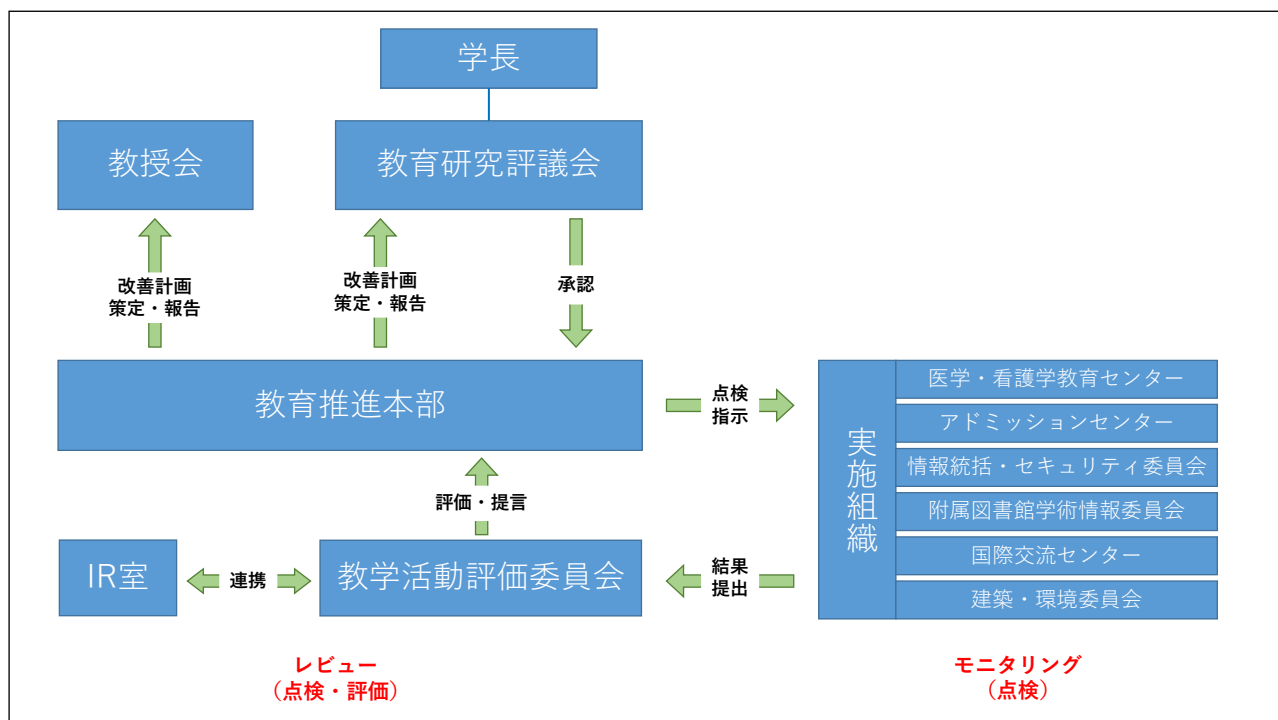 学長
教授会
教育研究評議会
改善計画
策定・報告
改善計画
策定・報告
承認
教育推進本部
点検
指示
実施組織
医学・看護学教育センター
アドミッションセンター
情報統括・セキュリティ委員会
附属図書館学術情報委員会
国際交流センター
建築・環境委員会
評価・提言
IR室
連携
教学活動評価委員会
結果
提出
レビュー
(点検・評価)
モニタリング
(点検)